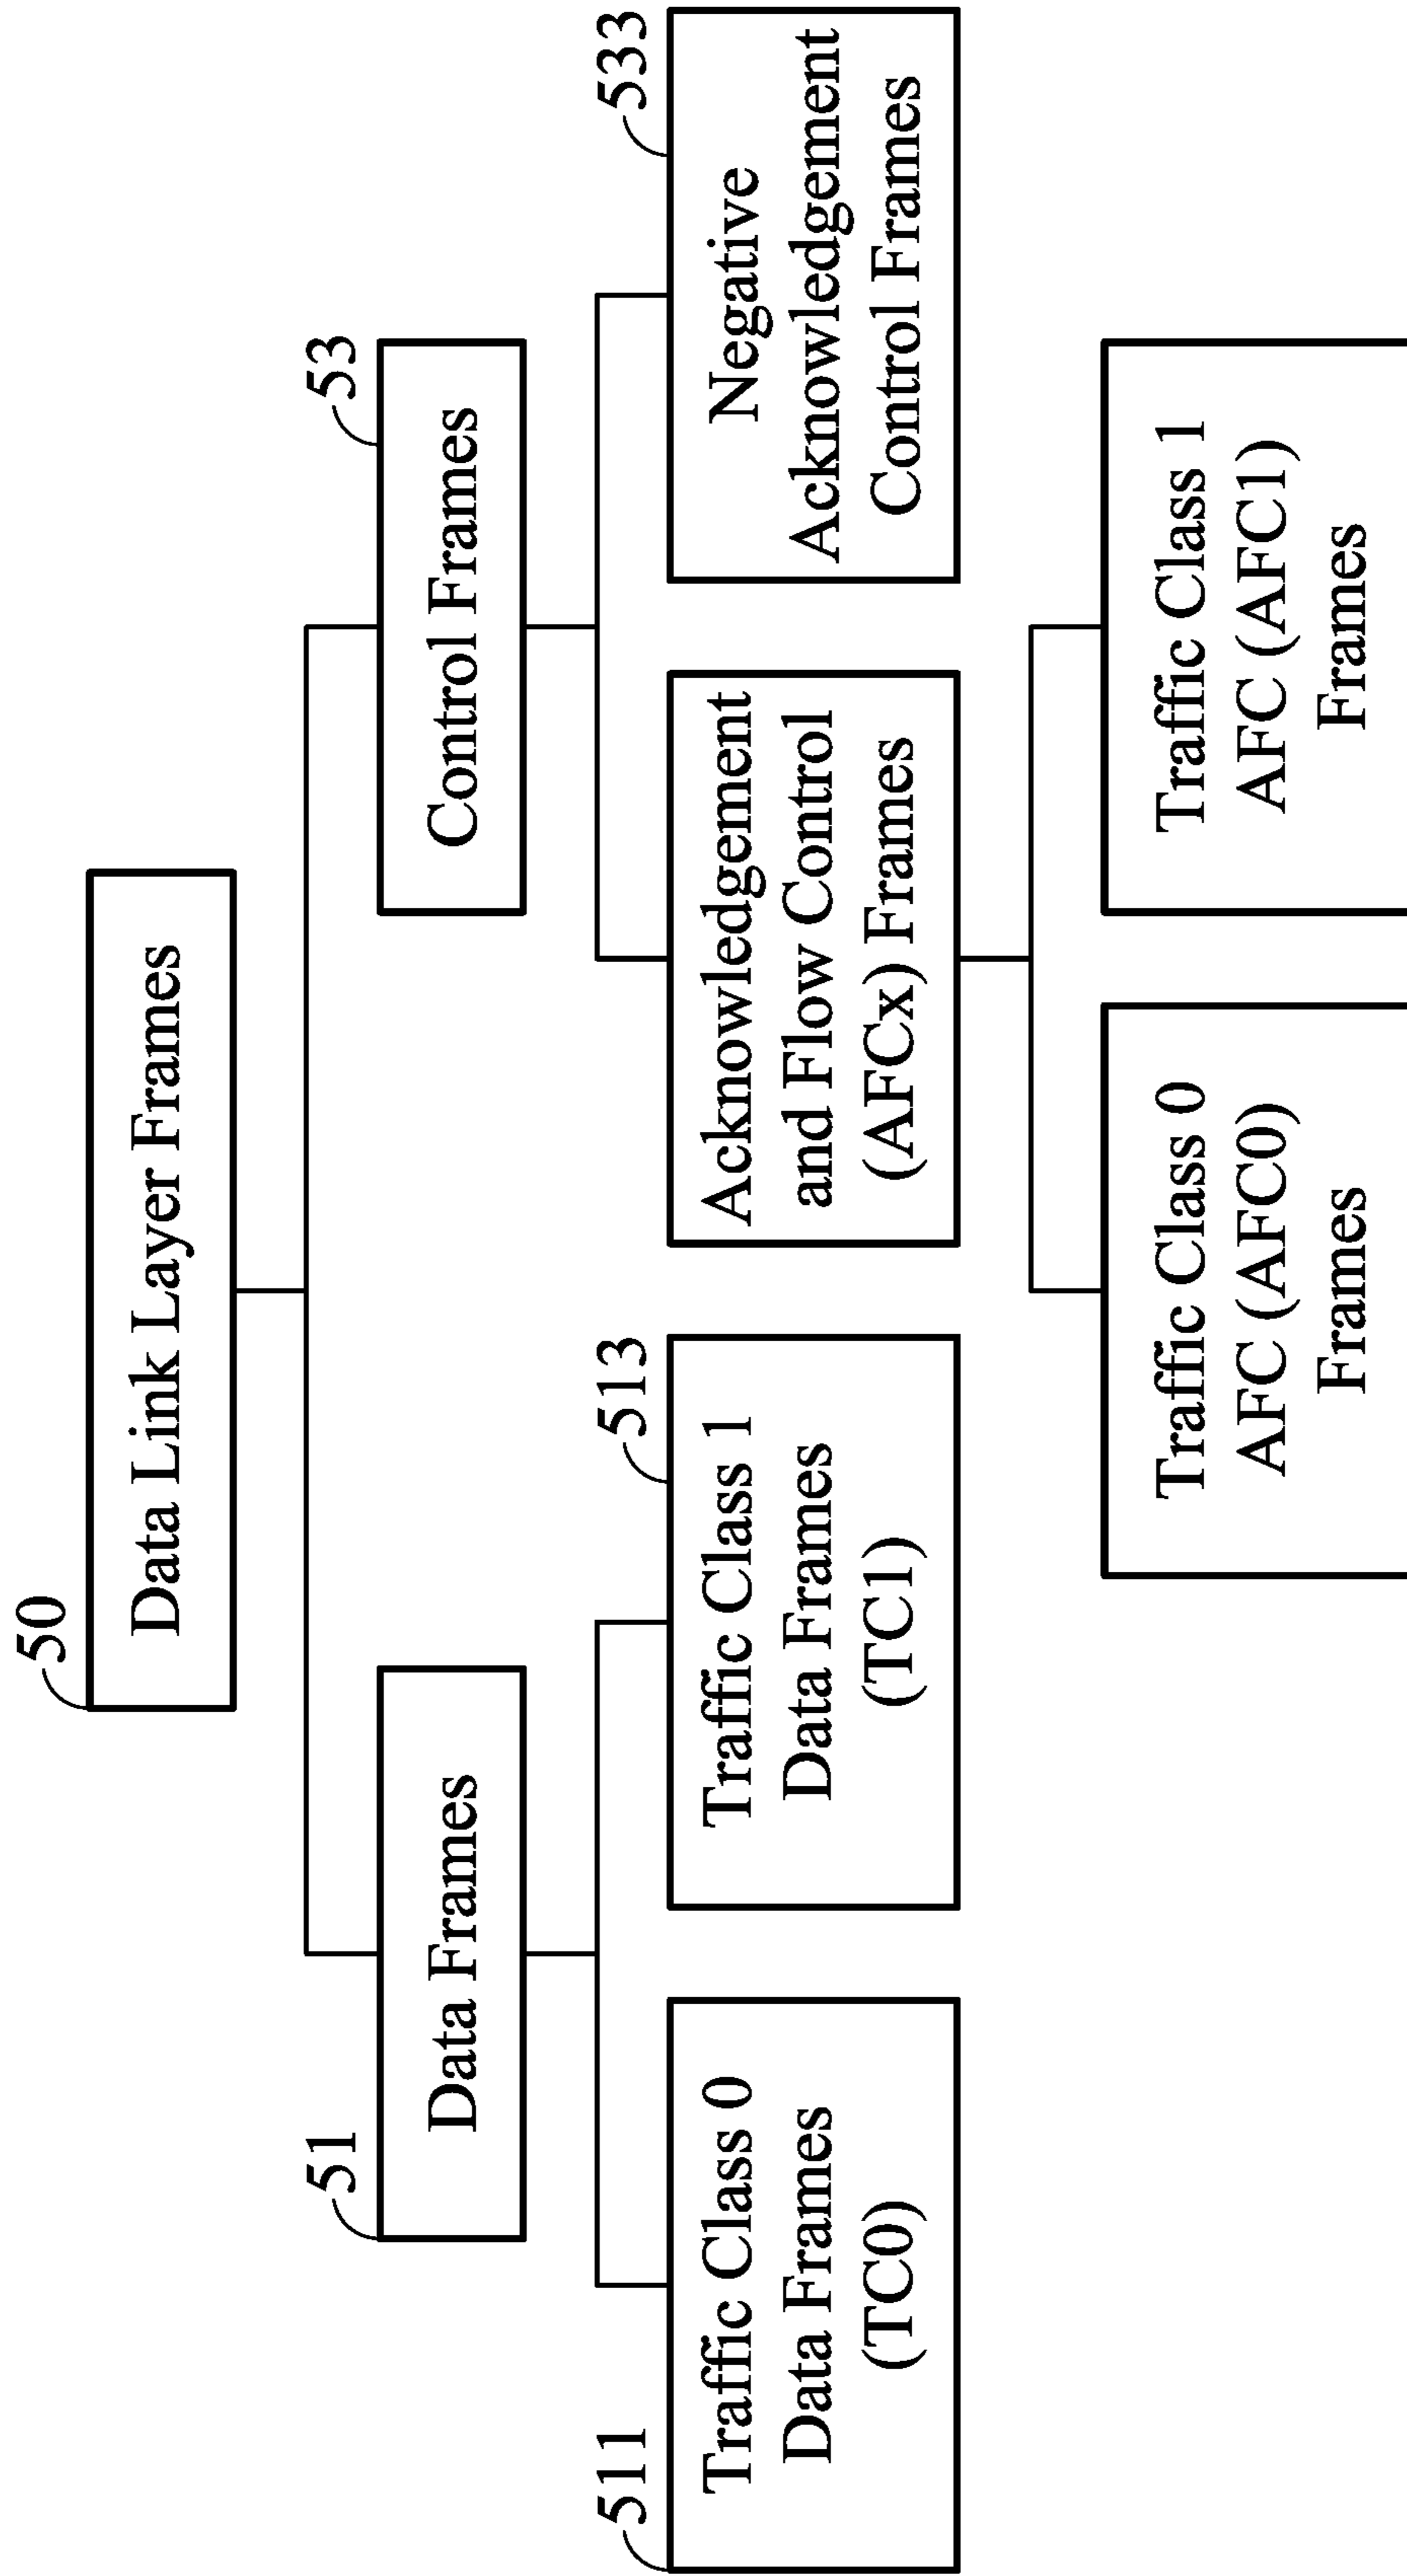 50
Data Link Layer Frames
51
Data Frames
53
Control Frames
511
Traffic Class 0
Data Frames
(TC0)
513
Traffic Class 1
Data Frames
(TC1)
Acknowledgement
and Flow Control
(AFCx) Frames
533
Negative
Acknowledgement
Control Frames
Traffic Class 0
AFC (AFC0)
Frames
Traffic Class 1
AFC (AFC1)
Frames